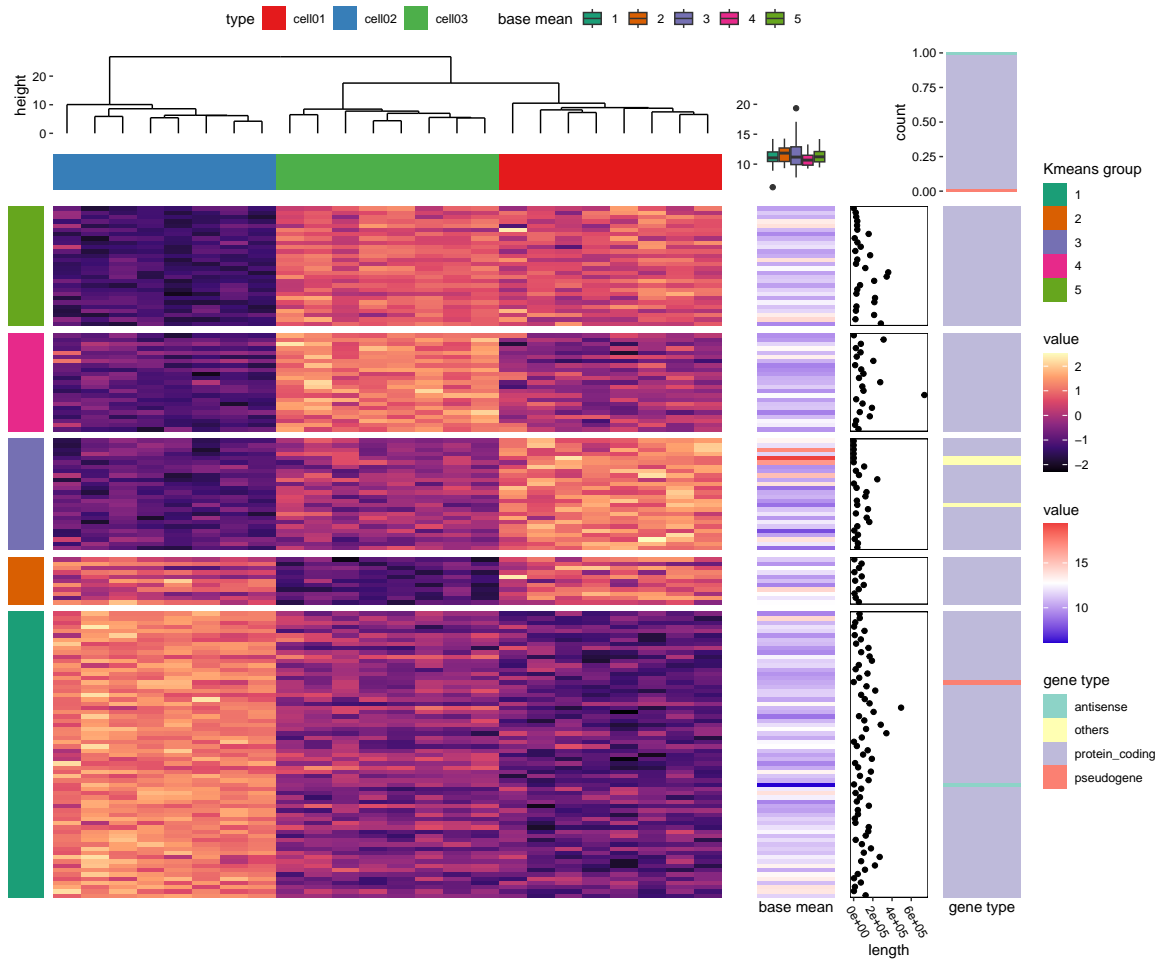 type cell01 cell02 cell03 base mean 1 2 3 4 5
height
20
10
0
20
15
10
count
1.00
0.75
0.50
0.25
0.00
Kmeans group
1
2
3
4
5
value
2
1
0
−1
−2
value
15
10
gene type
antisense
others
protein_coding
pseudogene
base mean
0e+00
2e+05
4e+05
6e+05
length
gene type